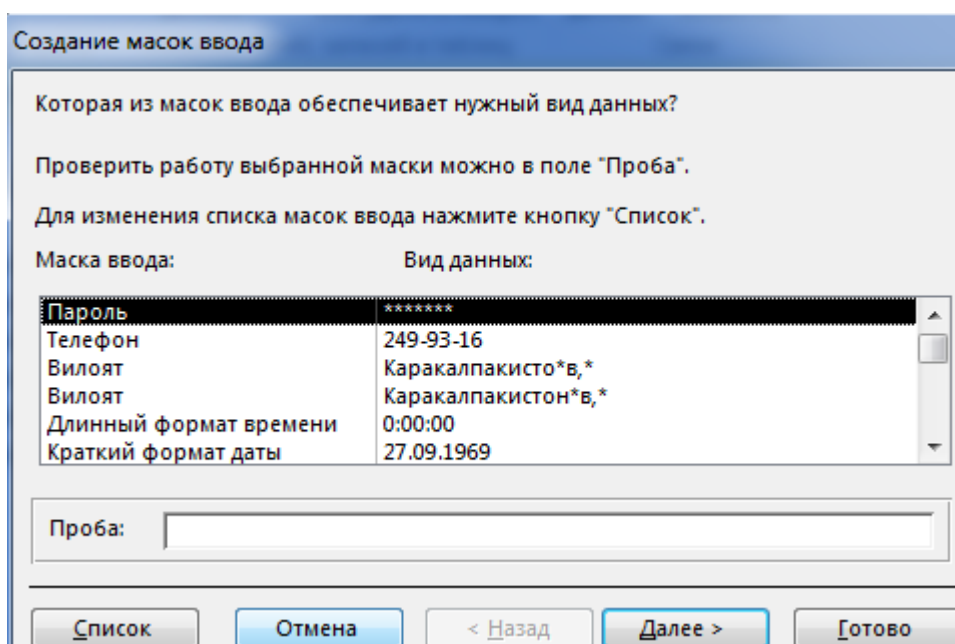 Создание масок ввода
Которая из масок ввода обеспечивает нужный вид данных?
Проверить работу выбранной маски можно в поле "Проба".
Для изменения списка масок ввода нажмите кнопку "Список".
Маска ввода: Вид данных:
Пароль *******
Телефон 249-93-16
Вилоят Каракалпакисто*в,*
Вилоят Каракалпакистон*в,*
Длинный формат времени 0:00:00
Краткий формат даты 27.09.1969
Проба:
Список Отмена < Назад Далее > Готово